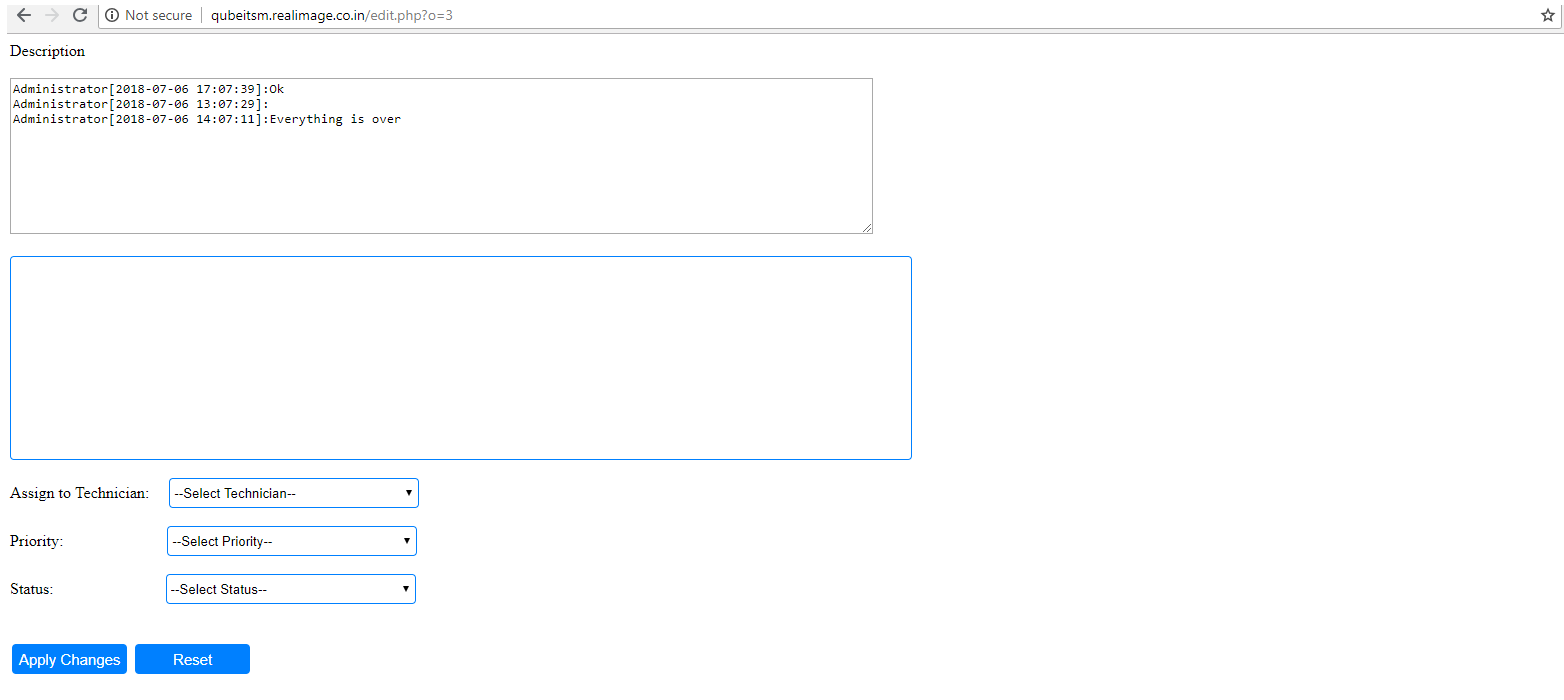 Not secure qubeitsm.realimage.co.in/edit.php?o=3
Description
Administrator[2018-07-06 17:07:39]:Ok
Administrator[2018-07-06 13:07:29]:
Administrator[2018-07-06 14:07:11]:Everything is over
Assign to Technician: --Select Technician--
Priority: --Select Priority--
Status: --Select Status--
Apply Changes Reset